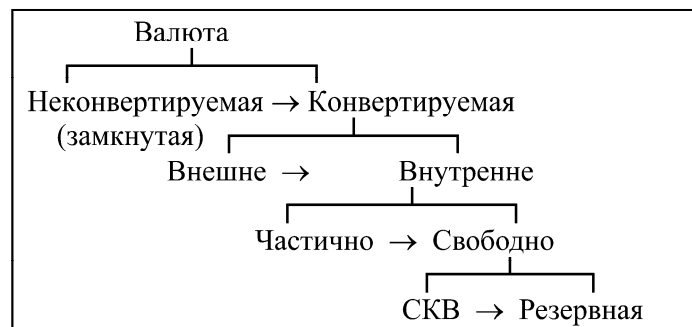 Валюта
Неконвертируемая → Конвертируемая
(замкнутая)
Внешне → Внутренне
Частично → Свободно
СКВ → Резервная